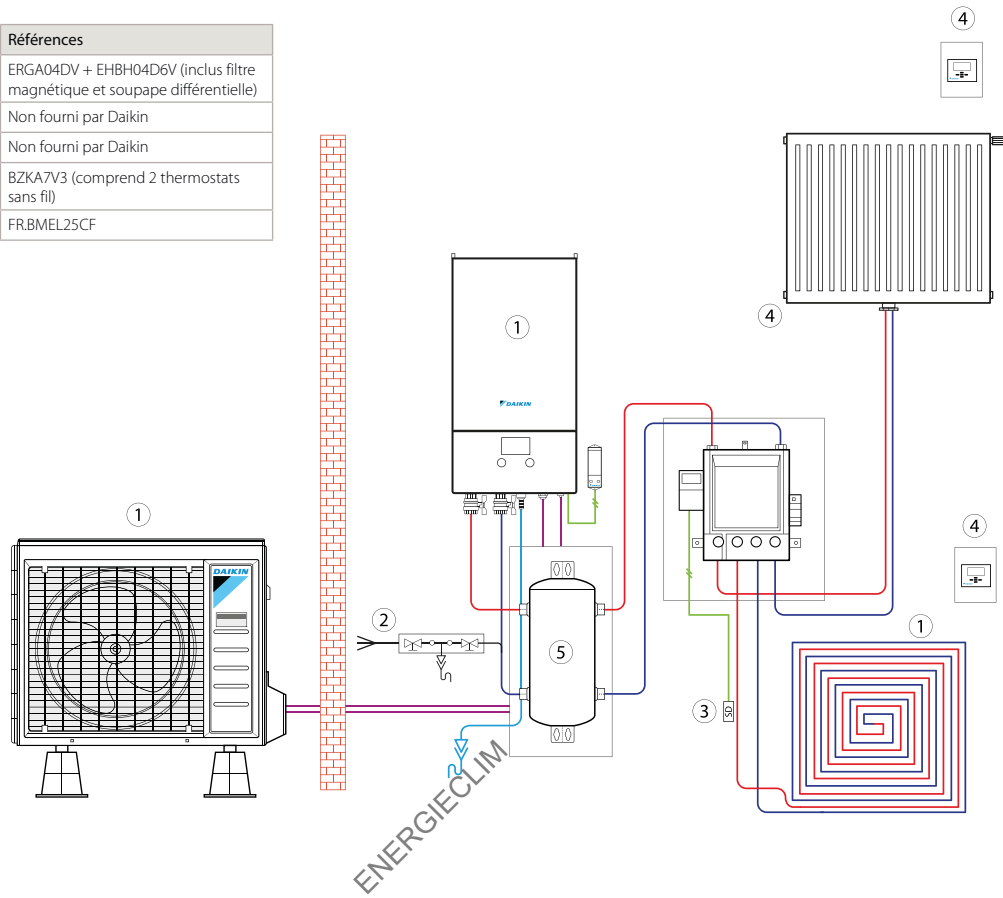 Références
ERGA04DV + EHBH04D6V (inclus filtre
magnétique et soupape différentielle)
Non fourni par Daikin
Non fourni par Daikin
BZKA7V3 (comprend 2 thermostats
sans fil)
FR.BMEL25CF
4
4
1
DAIKIN
4
1
DAIKIN
2
1
5
3
SD
ENERGIECLIM